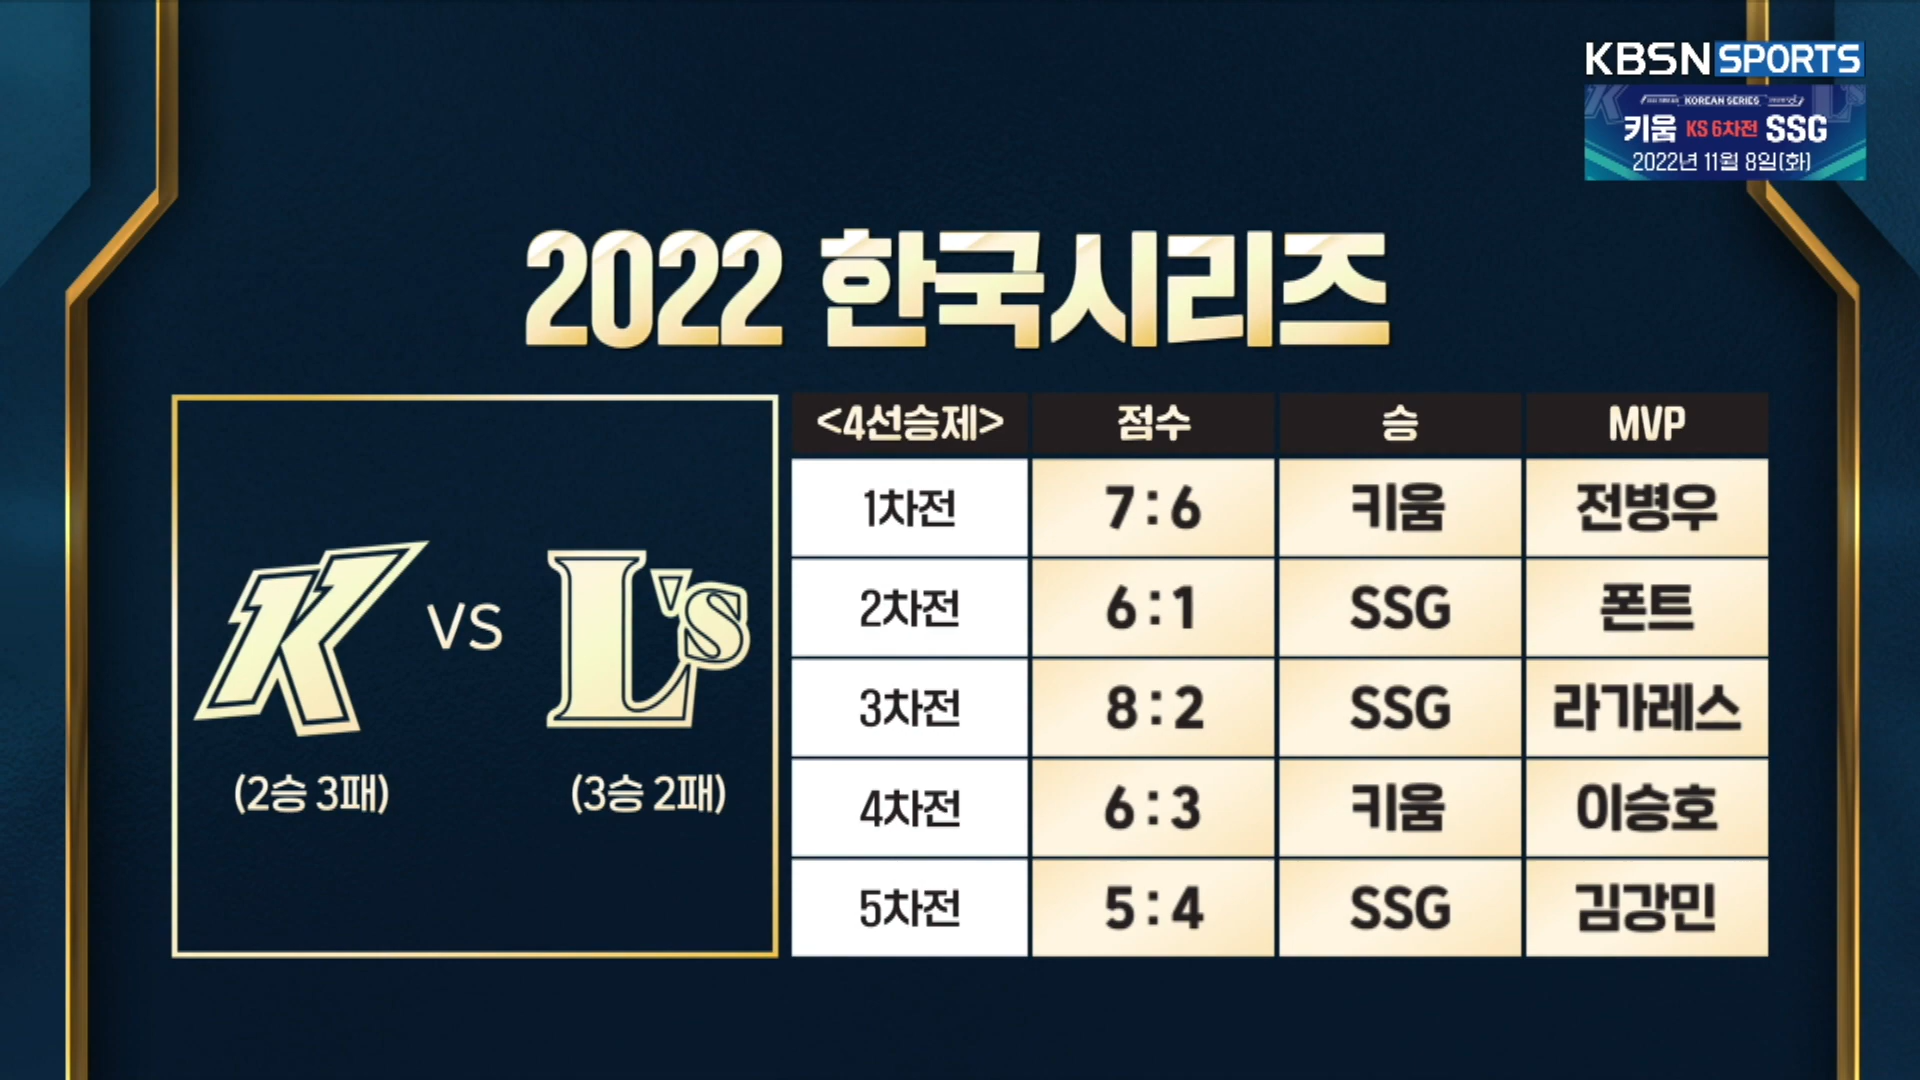 KBSN SPORTS
KOREAN SERIES
키움 KS 6차전 SSG
2022년 11월 8일(화)
2022 한국시리즈
K VS L's
(2승 3패) (3승 2패)
<4선승제> 점수 승 MVP
1차전 7:6 키움 전병우
2차전 6:1 SSG 폰트
3차전 8:2 SSG 라가레스
4차전 6:3 키움 이승호
5차전 5:4 SSG 김강민